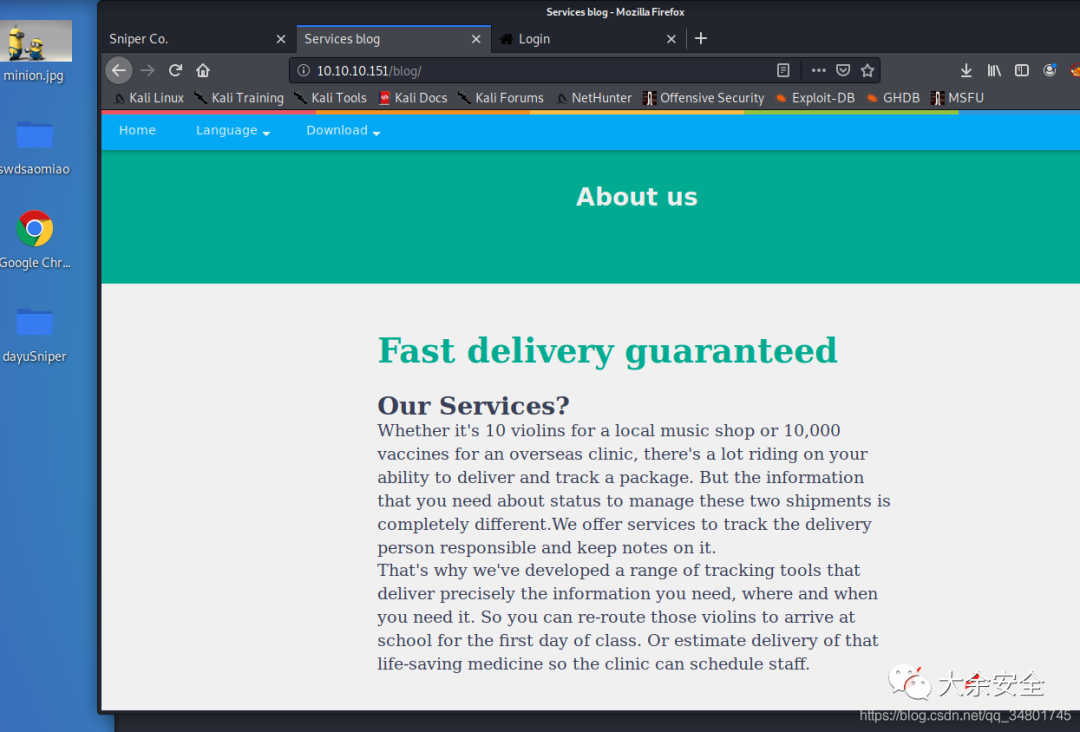 Services blog - Mozilla Firefox
Sniper Co.
Services blog
Login
minion.jpg
10.10.10.151/blog/
Kali Linux
Kali Training
Kali Tools
Kali Docs
Kali Forums
NetHunter
Offensive Security
Exploit-DB
GHDB
MSFU
Home
Language
Download
swdsaomiao
About us
Google Chr...
dayuSniper
Fast delivery guaranteed
Our Services?
Whether it's 10 violins for a local music shop or 10,000
vaccines for an overseas clinic, there's a lot riding on your
ability to deliver and track a package. But the information
that you need about status to manage these two shipments is
completely different.We offer services to track the delivery
person responsible and keep notes on it.
That's why we've developed a range of tracking tools that
deliver precisely the information you need, where and when
you need it. So you can re-route those violins to arrive at
school for the first day of class. Or estimate delivery of that
life-saving medicine so the clinic can schedule staff.
大余安全
https://blog.csdn.net/qq_34801745